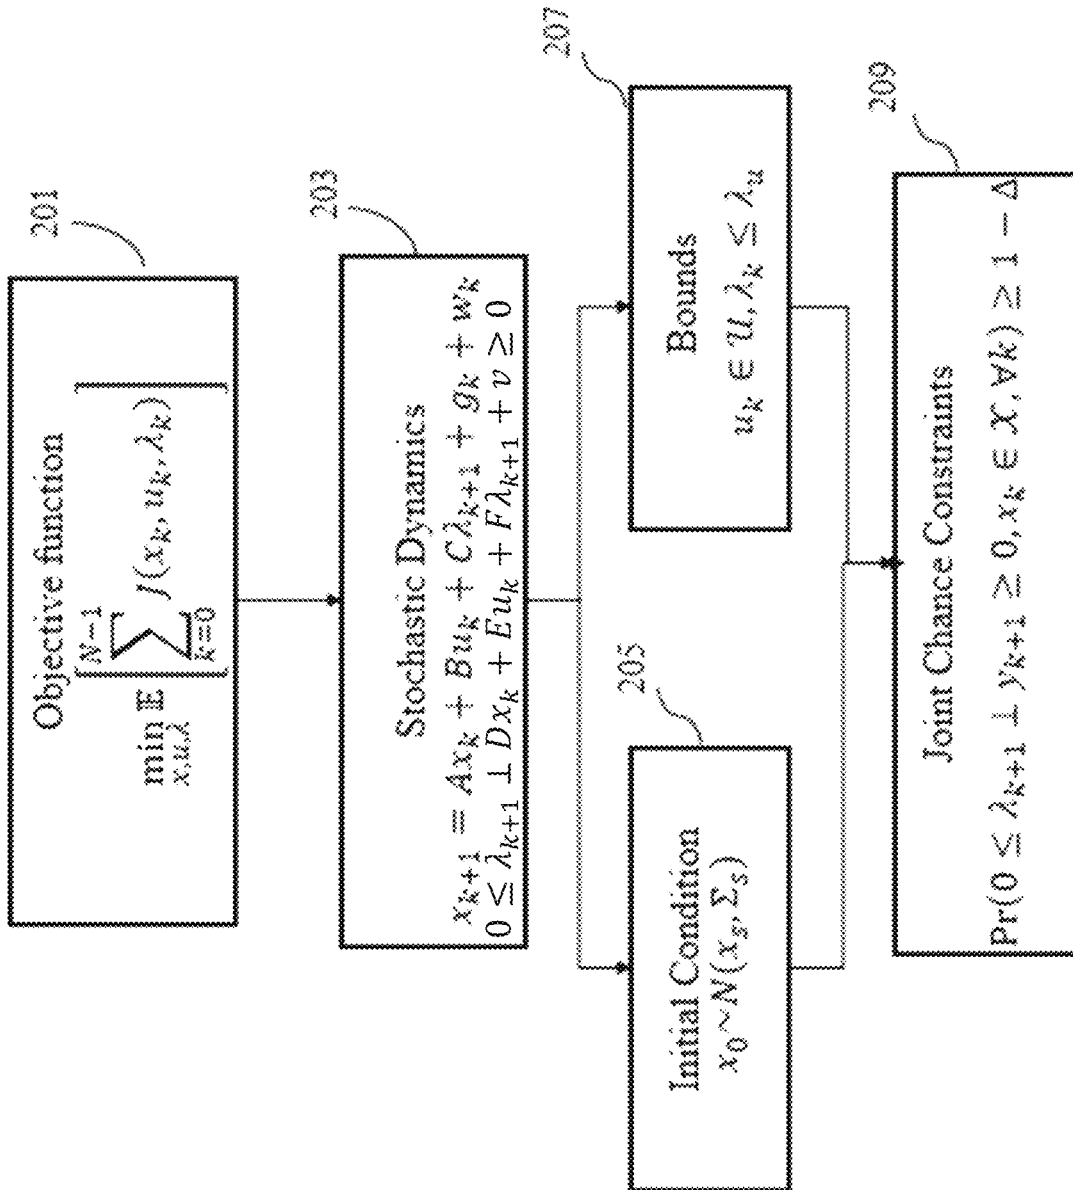 201
Objective function
min x,u,λ 𝔼 [ ∑_{k=0}^{N−1} J(x_k, u_k, λ_k) ]
203
Stochastic Dynamics
x_{k+1} = Ax_k + Bu_k + Cλ_{k+1} + g_k + w_k
0 ≤ λ_{k+1} ⊥ Dx_k + Eu_k + Fλ_{k+1} + v ≥ 0
205
Initial Condition
x_0~N(x_s, Σ_s)
207
Bounds
u_k ∈ 𝒰, λ_k ≤ λ_u
209
Joint Chance Constraints
Pr(0 ≤ λ_{k+1} ⊥ y_{k+1} ≥ 0, x_k ∈ 𝒳, ∀k) ≥ 1 − Δ